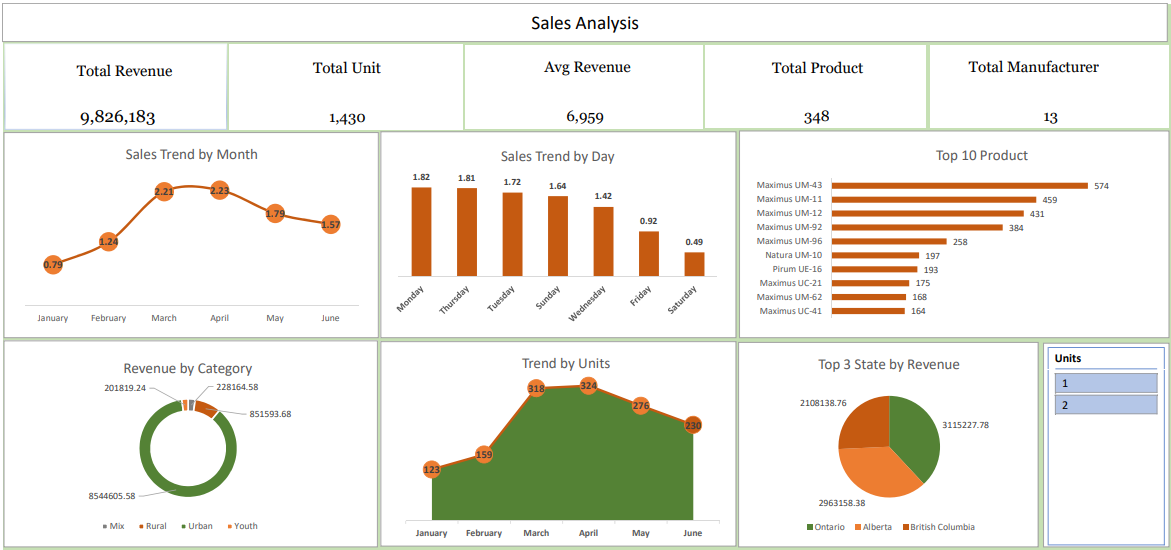 Sales Analysis
Total Revenue
9,826,183
Total Unit
1,430
Avg Revenue
6,959
Total Product
348
Total Manufacturer
13
Sales Trend by Month
0.79
1.24
2.21
2.23
1.79
1.57
January February March April May June
Sales Trend by Day
1.82
1.81
1.72
1.64
1.42
0.92
0.49
Monday
Thursday
Tuesday
Sunday
Wednesday
Friday
Saturday
Top 10 Product
Maximus UM-43 574
Maximus UM-11 459
Maximus UM-12 431
Maximus UM-92 384
Maximus UM-96 258
Natura UM-10 197
Pirum UE-16 193
Maximus UC-21 175
Maximus UM-62 168
Maximus UC-41 164
Revenue by Category
201819.24
228164.58
851593.68
8544605.58
Mix Rural Urban Youth
Trend by Units
123
159
318
324
276
230
January February March April May June
Top 3 State by Revenue
2108138.76
3115227.78
2963158.38
Ontario Alberta British Columbia
Units
1
2